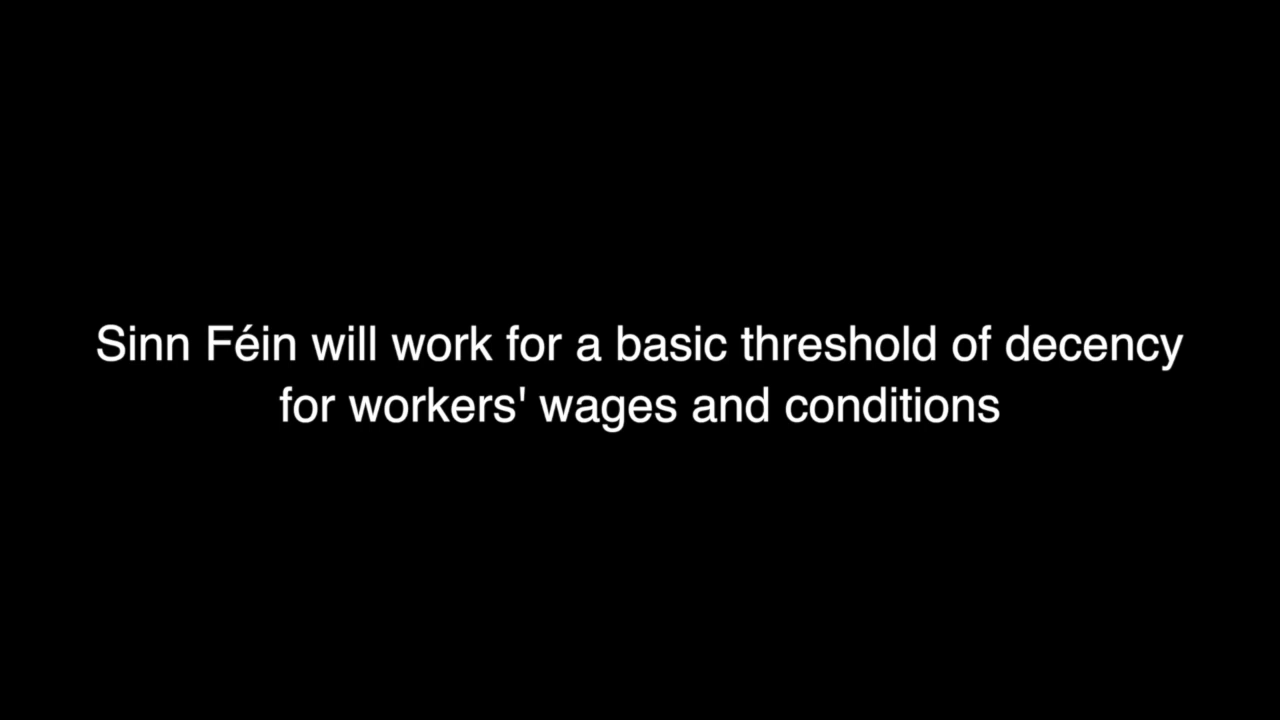 Sinn Féin will work for a basic threshold of decency
for workers' wages and conditions